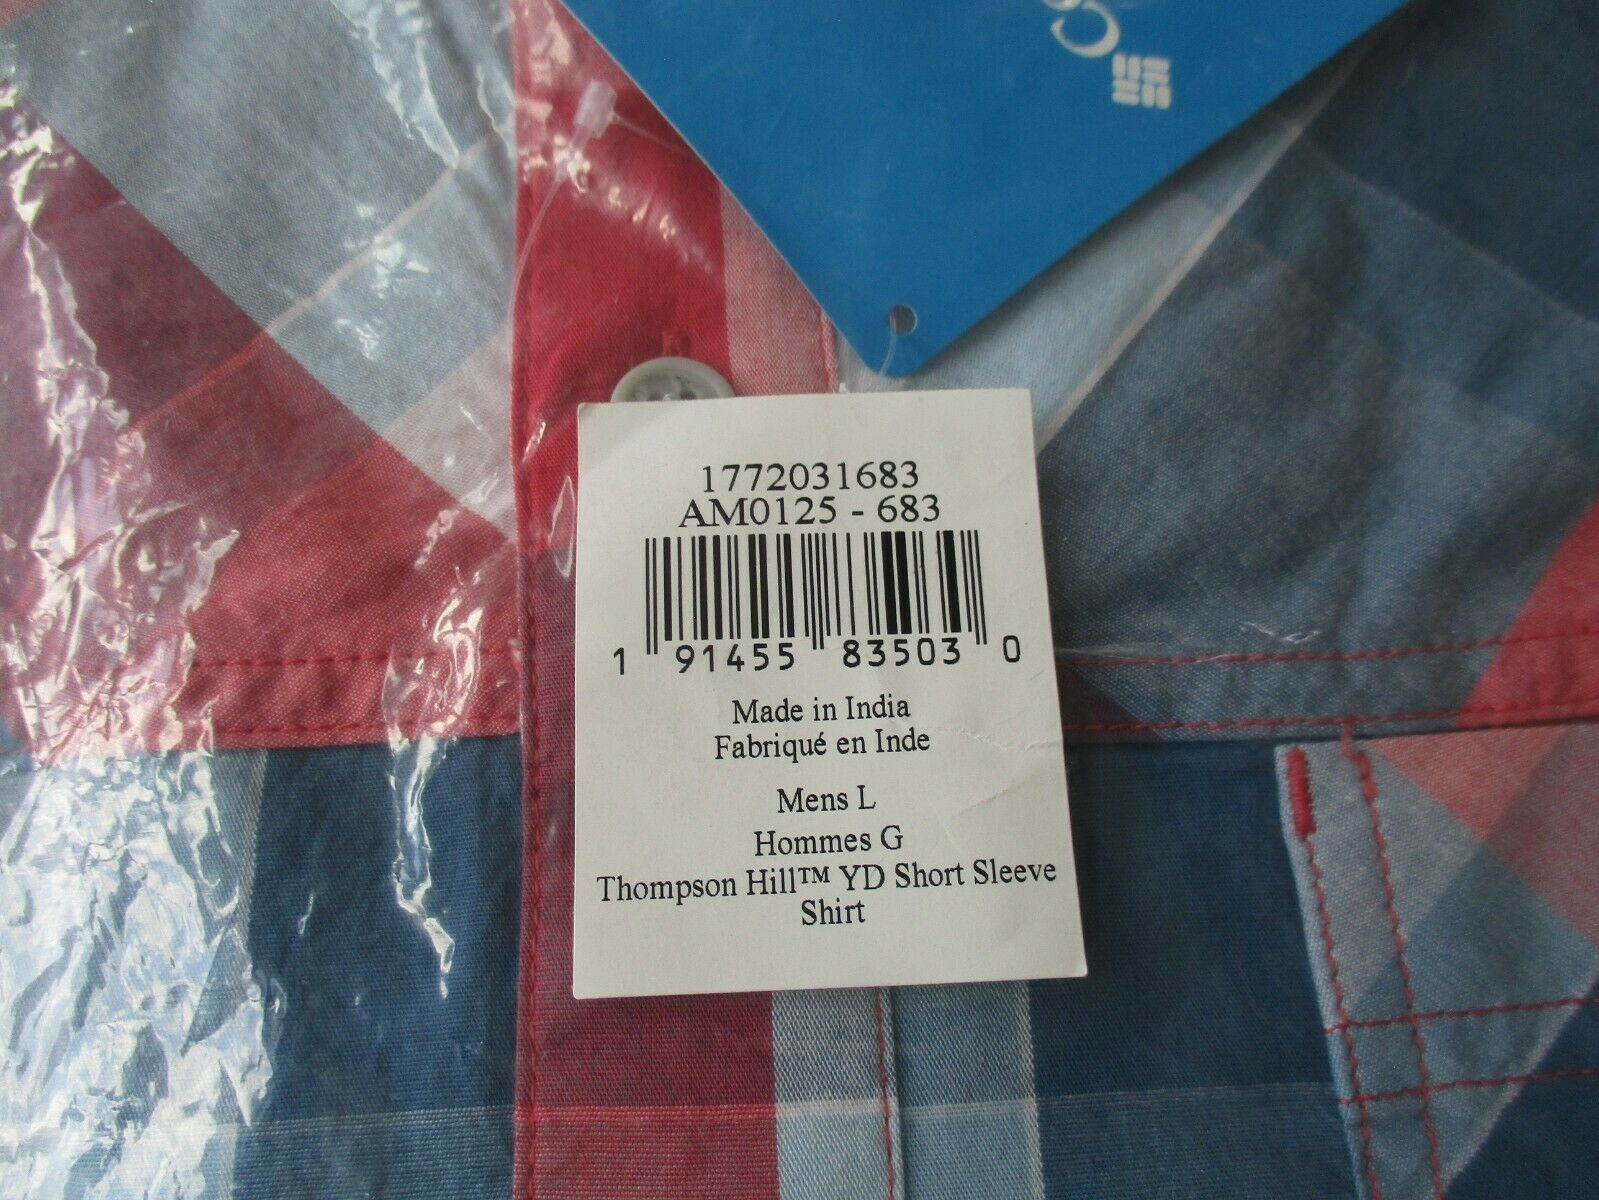 1772031683
AM0125 - 683
1 91455 83503 0
Made in India
Fabriqué en Inde
Mens L
Hommes G
Thompson Hill™ YD Short Sleeve
Shirt